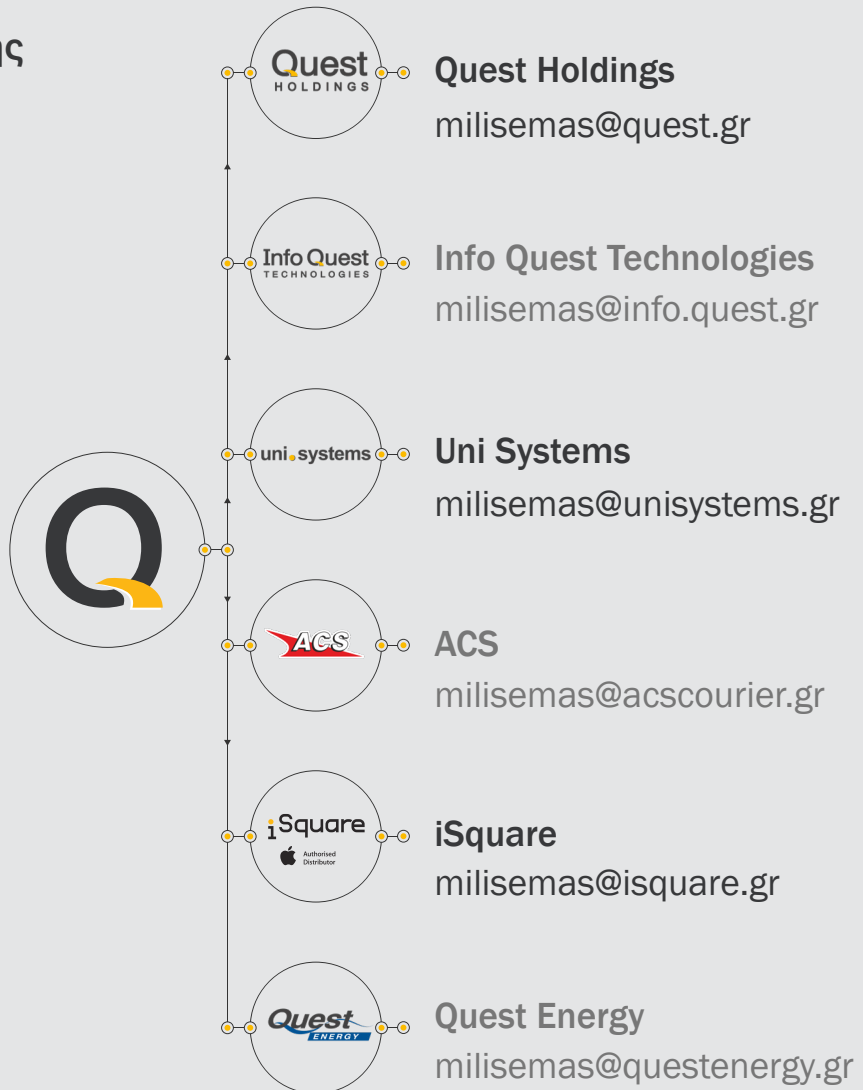 ης
Quest
HOLDINGS
Quest Holdings
milisemas@quest.gr
Info Quest
TECHNOLOGIES
Info Quest Technologies
milisemas@info.quest.gr
uni.systems
Uni Systems
milisemas@unisystems.gr
Q
ACS
ACS
milisemas@acscourier.gr
iSquare
Authorised
Distributor
iSquare
milisemas@isquare.gr
Quest
ENERGY
Quest Energy
milisemas@questenergy.gr